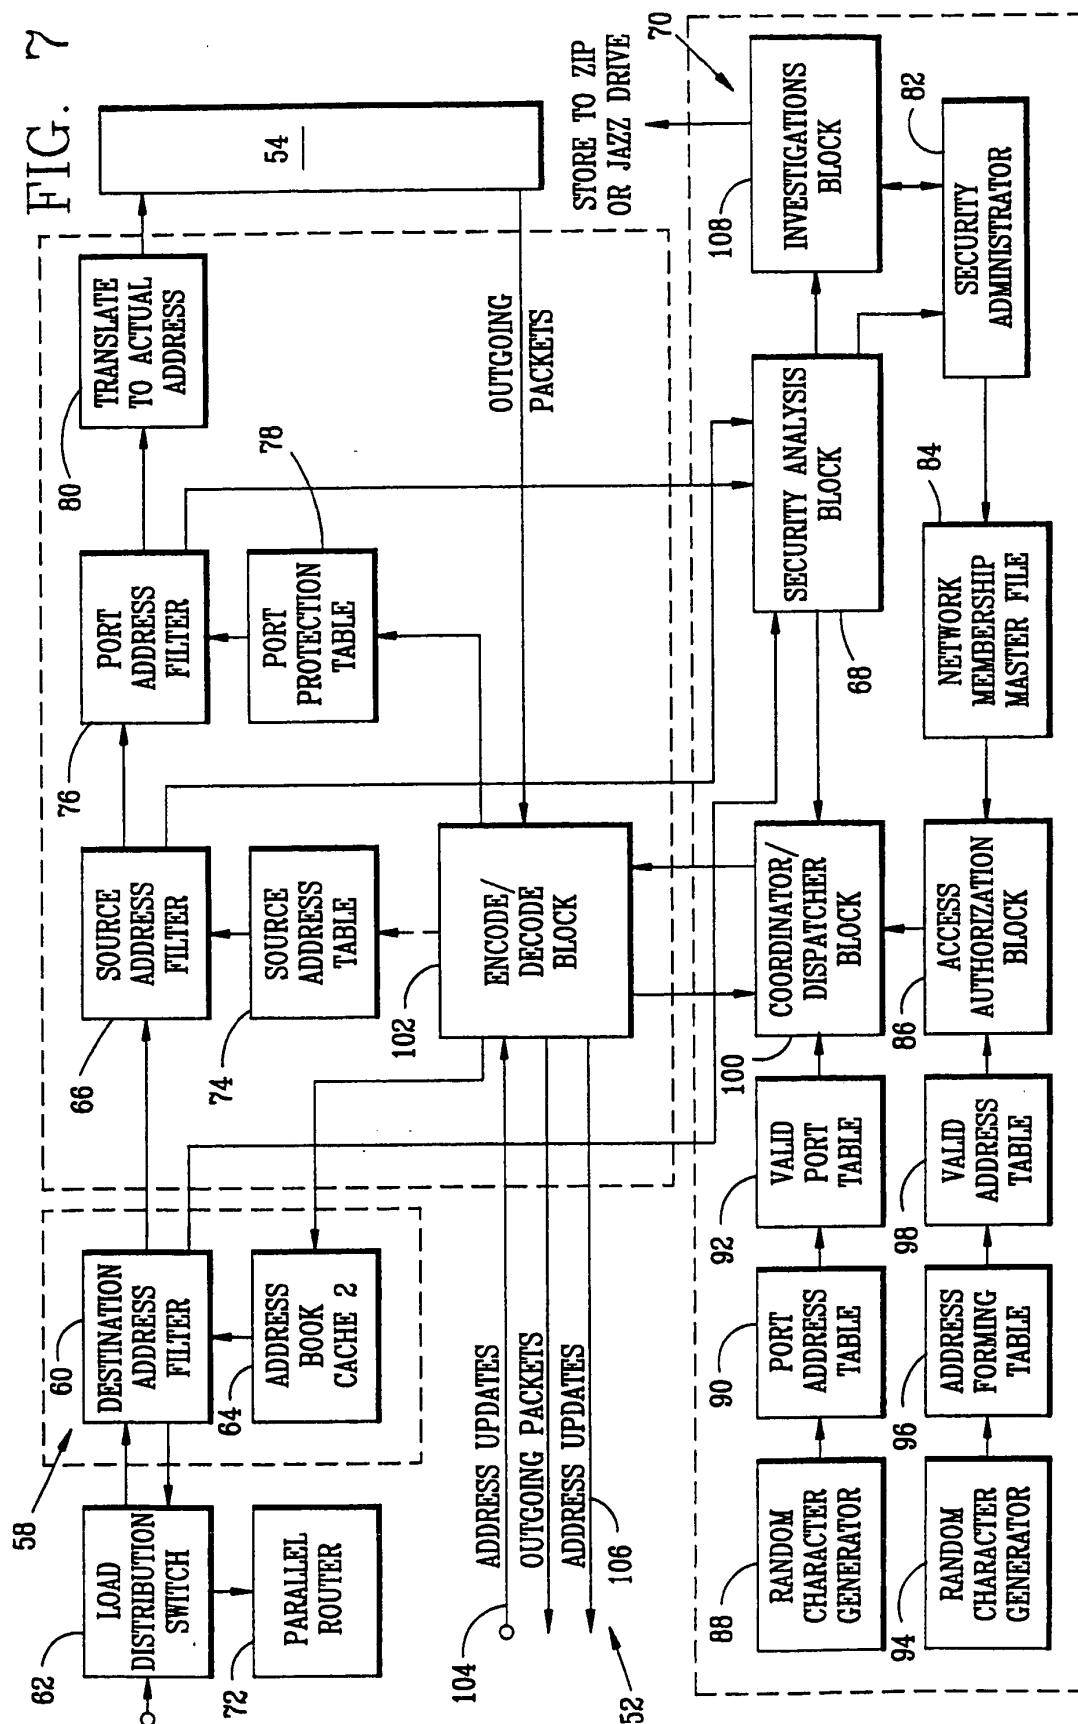 FIG. 7
62
LOAD
DISTRIBUTION
SWITCH
72
PARALLEL
ROUTER
58
60
DESTINATION
ADDRESS
FILTER
64
ADDRESS
BOOK
CACHE 2
66
SOURCE
ADDRESS
FILTER
74
SOURCE
ADDRESS
TABLE
76
PORT
ADDRESS
FILTER
78
PORT
PROTECTION
TABLE
80
TRANSLATE
TO ACTUAL
ADDRESS
54
102
ENCODE/
DECODE
BLOCK
OUTGOING
PACKETS
104
ADDRESS UPDATES
OUTGOING PACKETS
ADDRESS UPDATES
106
52
STORE TO ZIP
OR JAZZ DRIVE
70
88
RANDOM
CHARACTER
GENERATOR
90
PORT
ADDRESS
TABLE
92
VALID
PORT
TABLE
100
COORDINATOR/
DISPATCHER
BLOCK
68
SECURITY ANALYSIS
BLOCK
108
INVESTIGATIONS
BLOCK
94
RANDOM
CHARACTER
GENERATOR
96
ADDRESS
FORMING
TABLE
98
VALID
ADDRESS
TABLE
86
ACCESS
AUTHORIZATION
BLOCK
84
NETWORK
MEMBERSHIP
MASTER FILE
82
SECURITY
ADMINISTRATOR